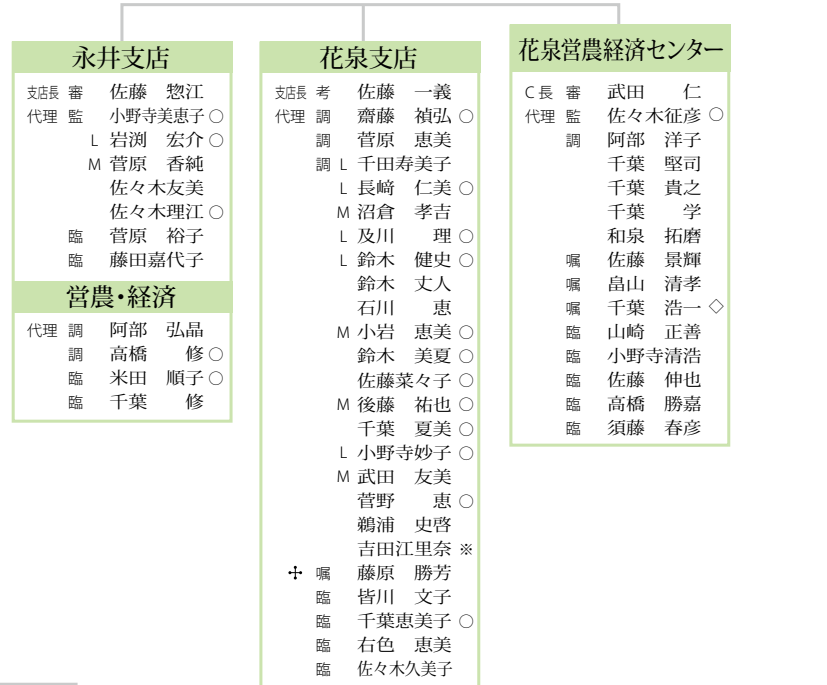 永井支店
支店長 審 佐藤 惣江
代理 監 小野寺美恵子 ○
L 岩渕 宏介 ○
M 菅原 香純
佐々木友美
佐々木理江 ○
臨 菅原 裕子
臨 藤田嘉代子
営農・経済
代理 調 阿部 弘晶
調 高橋 修 ○
臨 米田 順子 ○
臨 千葉 修
花泉支店
支店長 考 佐藤 一義
代理 調 齋藤 禎弘 ○
調 菅原 恵美
調 L 千田寿美子
L 長﨑 仁美 ○
M 沼倉 孝吉
L 及川 理 ○
L 鈴木 健史 ○
鈴木 丈人
石川 恵
M 小岩 恵美 ○
鈴木 美夏 ○
佐藤菜々子 ○
M 後藤 祐也 ○
千葉 夏美 ○
L 小野寺妙子 ○
M 武田 友美
菅野 恵 ○
鵜浦 史啓
吉田江里奈 ※
嘱 藤原 勝芳
臨 皆川 文子
臨 千葉恵美子 ○
臨 右色 恵美
臨 佐々木久美子
花泉営農経済センター
C長 審 武田 仁
代理 監 佐々木征彦 ○
調 阿部 洋子
千葉 堅司
千葉 貴之
千葉 学
和泉 拓磨
嘱 佐藤 景輝
嘱 畠山 清孝
嘱 千葉 浩一 ◇
臨 山崎 正善
臨 小野寺清浩
臨 佐藤 伸也
臨 高橋 勝嘉
臨 須藤 春彦